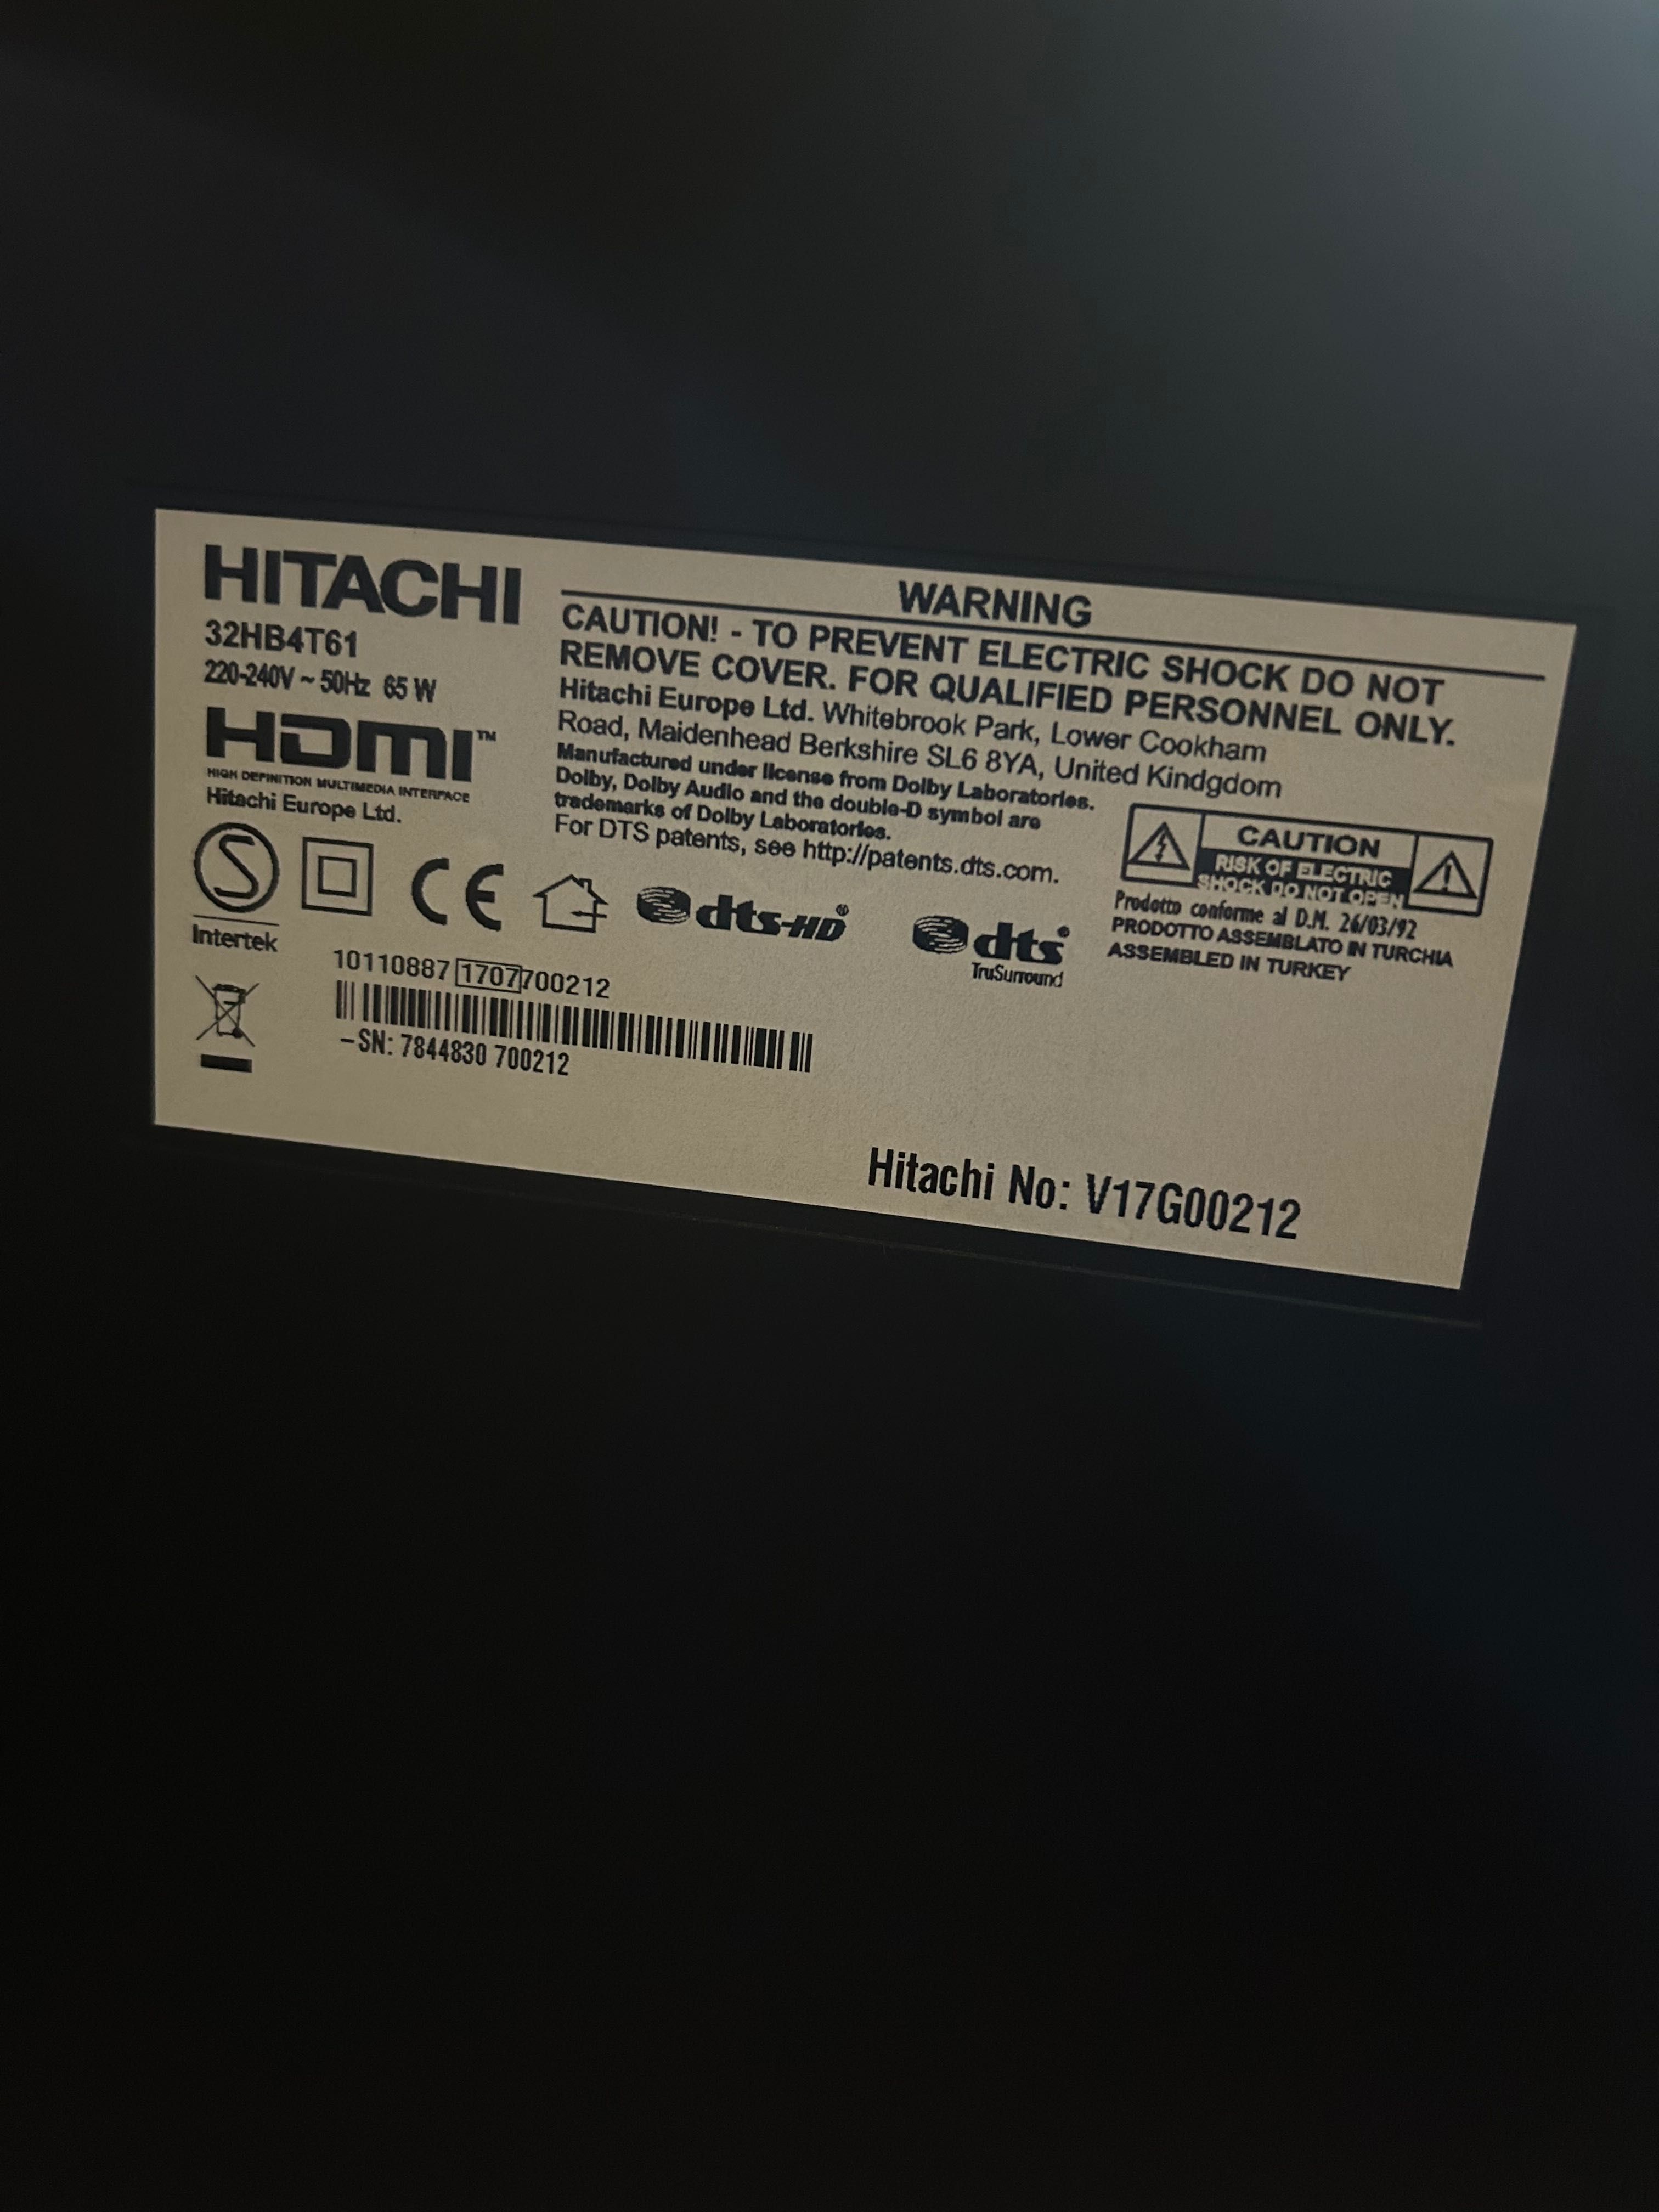 HITACHI
32HB4T61
220-240V ~ 50Hz 65 W
HDMI™
HIGH DEFINITION MULTIMEDIA INTERFACE
Hitachi Europe Ltd.
WARNING
CAUTION! - TO PREVENT ELECTRIC SHOCK DO NOT
REMOVE COVER. FOR QUALIFIED PERSONNEL ONLY.
Hitachi Europe Ltd. Whitebrook Park, Lower Cookham
Road, Maidenhead Berkshire SL6 8YA, United Kindgdom
Manufactured under license from Dolby Laboratories.
Dolby, Dolby Audio and the double-D symbol are
trademarks of Dolby Laboratories.
For DTS patents, see http://patents.dts.com.
CAUTION
RISK OF ELECTRIC
SHOCK DO NOT OPEN
Prodotto conforme al D.M. 26/03/92
PRODOTTO ASSEMBLATO IN TURCHIA
ASSEMBLED IN TURKEY
S
Intertek
CE
dts-HD®
dts®
TruSurround
10110887 1707 700212
–SN: 7844830 700212
Hitachi No: V17G00212